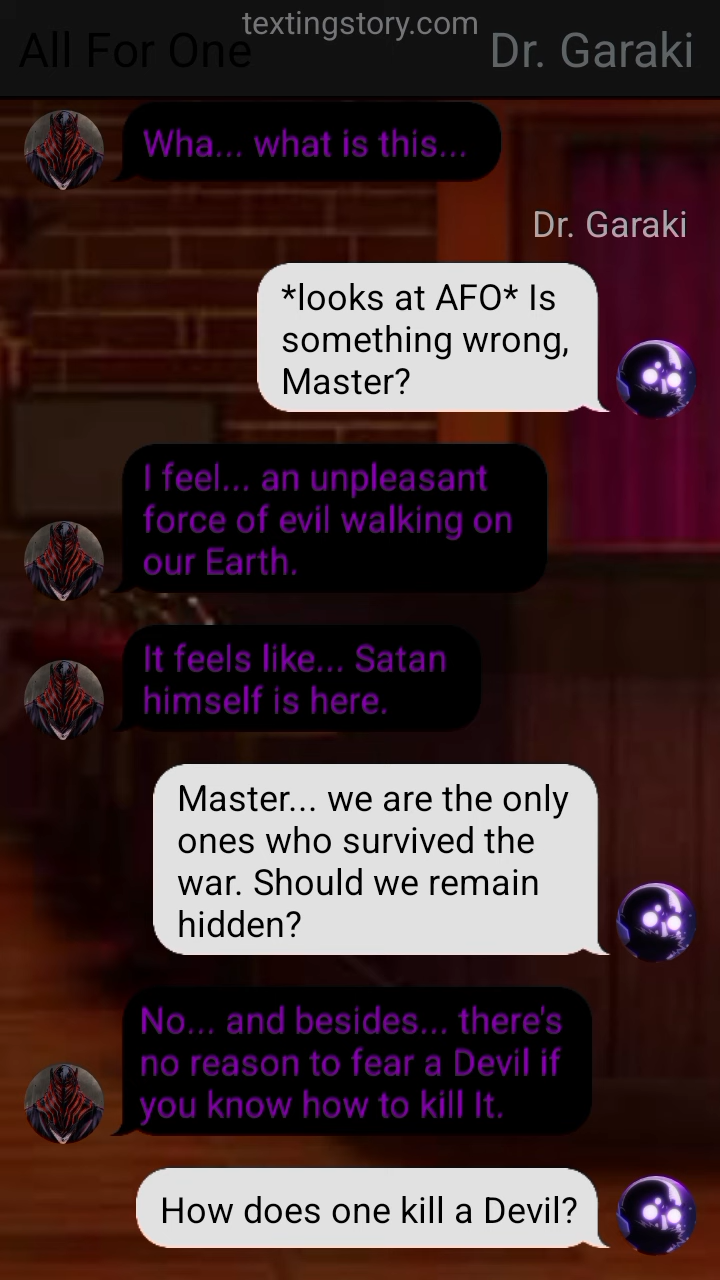 textingstory.com
All For One
Dr. Garaki
Wha... what is this...
Dr. Garaki
*looks at AFO* Is
something wrong,
Master?
I feel... an unpleasant
force of evil walking on
our Earth.
It feels like... Satan
himself is here.
Master... we are the only
ones who survived the
war. Should we remain
hidden?
No... and besides... there's
no reason to fear a Devil if
you know how to kill It.
How does one kill a Devil?